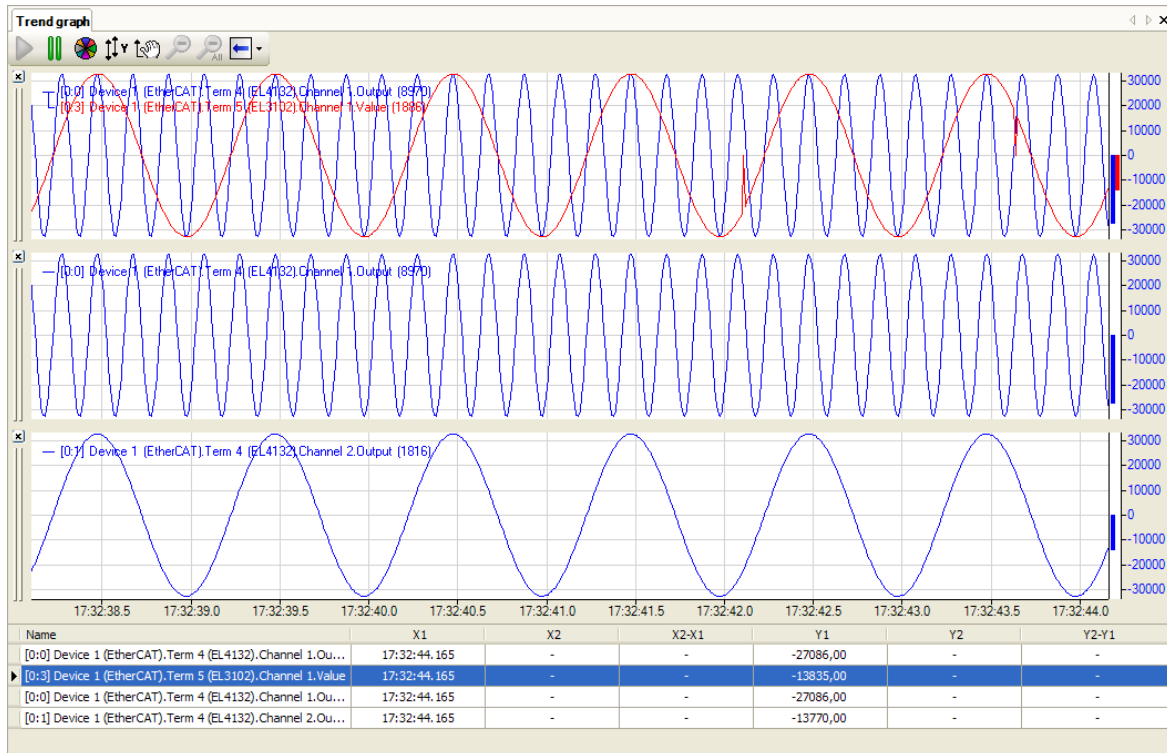 Trend graph
Y
All
[0:0] Device 1 (EtherCAT).Term 4 (EL4132).Channel 1.Output (8970)
[0:3] Device 1 (EtherCAT).Term 5 (EL3102).Channel 1.Value (1886)
30000
20000
10000
0
-10000
-20000
-30000
[0:0] Device 1 (EtherCAT).Term 4 (EL4132).Channel 1.Output (8970)
30000
20000
10000
0
-10000
-20000
-30000
[0:1] Device 1 (EtherCAT).Term 4 (EL4132).Channel 2.Output (1816)
30000
20000
10000
0
-10000
-20000
-30000
17:32:38.5 17:32:39.0 17:32:39.5 17:32:40.0 17:32:40.5 17:32:41.0 17:32:41.5 17:32:42.0 17:32:42.5 17:32:43.0 17:32:43.5 17:32:44.0
Name X1 X2 X2-X1 Y1 Y2 Y2-Y1
[0:0] Device 1 (EtherCAT).Term 4 (EL4132).Channel 1.Ou... 17:32:44.165 - - -27086,00 - -
[0:3] Device 1 (EtherCAT).Term 5 (EL3102).Channel 1.Value 17:32:44.165 - - -13835,00 - -
[0:0] Device 1 (EtherCAT).Term 4 (EL4132).Channel 1.Ou... 17:32:44.165 - - -27086,00 - -
[0:1] Device 1 (EtherCAT).Term 4 (EL4132).Channel 2.Ou... 17:32:44.165 - - -13770,00 - -